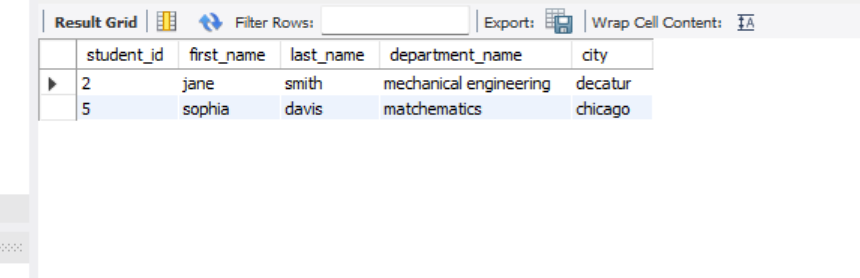 Result Grid Filter Rows: Export: Wrap Cell Content: IA
student_id first_name last_name department_name city
2 jane smith mechanical engineering decatur
5 sophia davis matchematics chicago